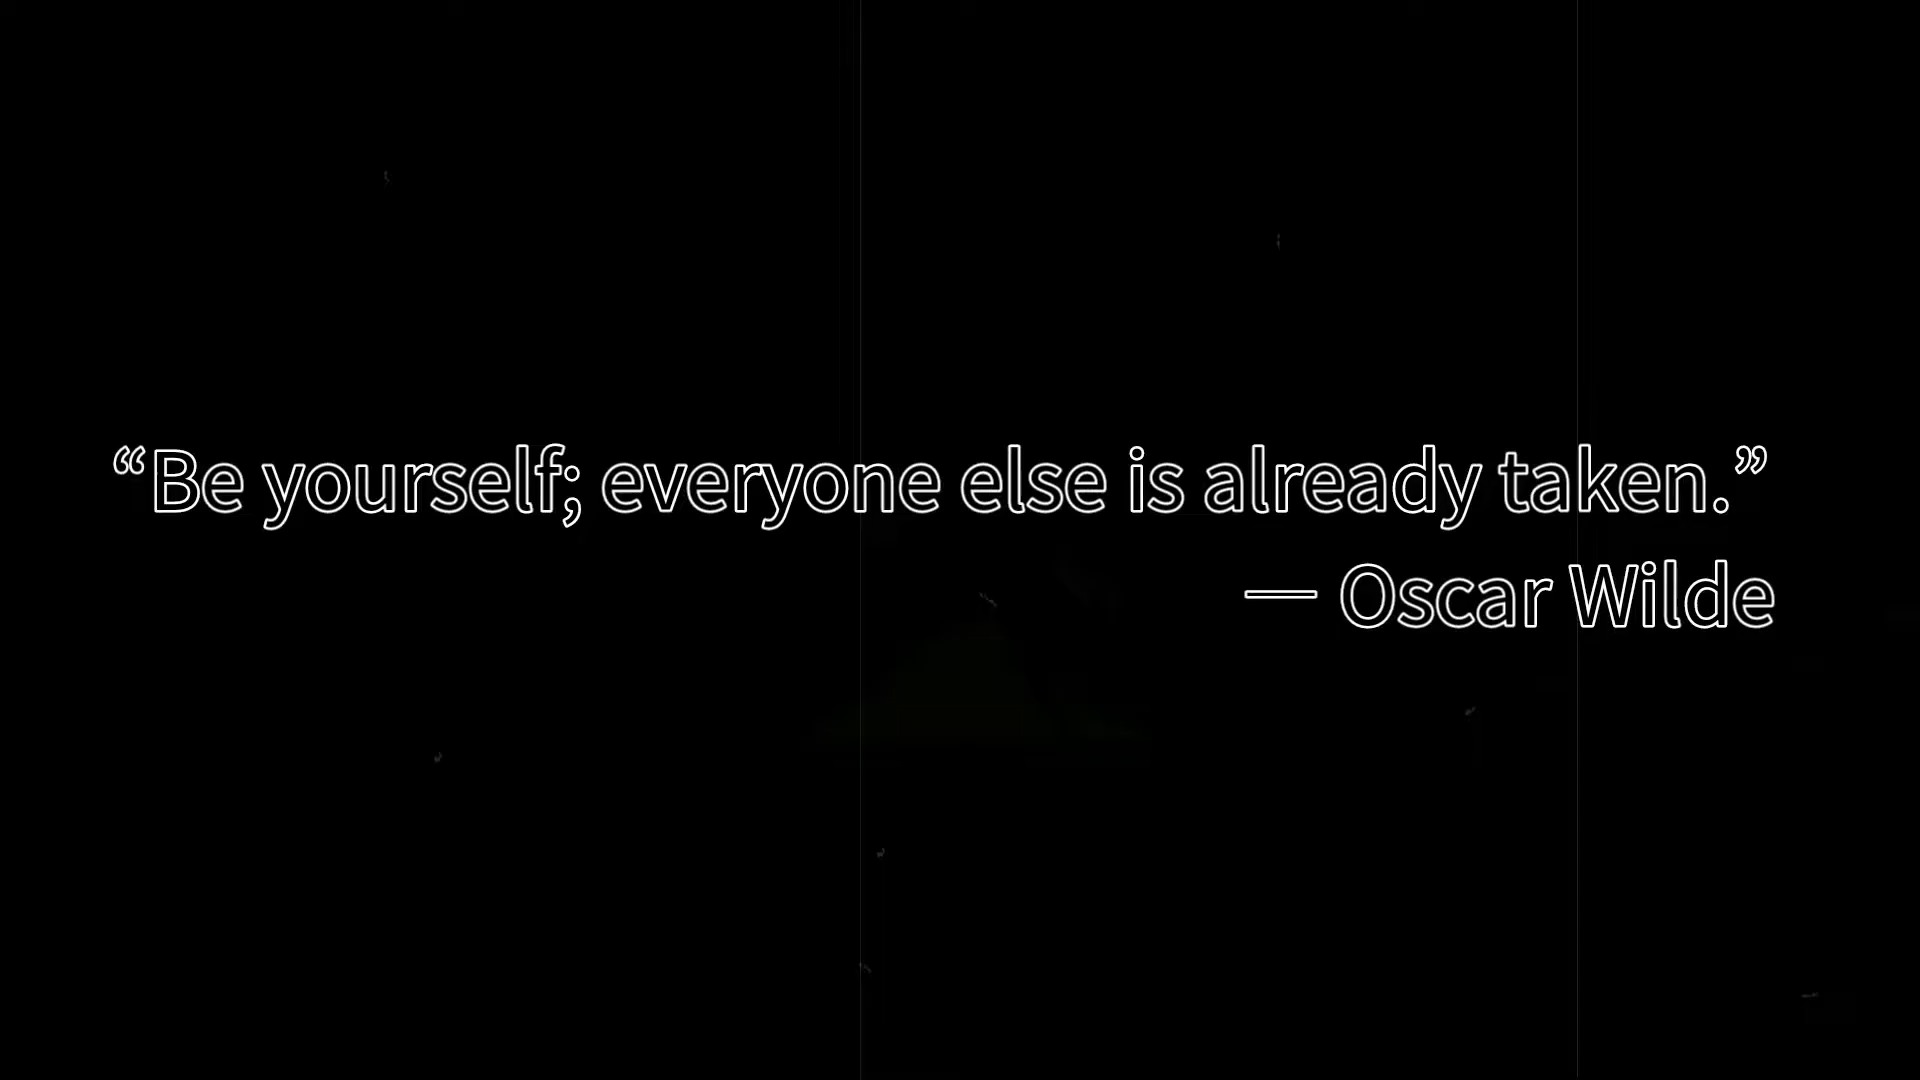 “Be yourself; everyone else is already taken.”
— Oscar Wilde